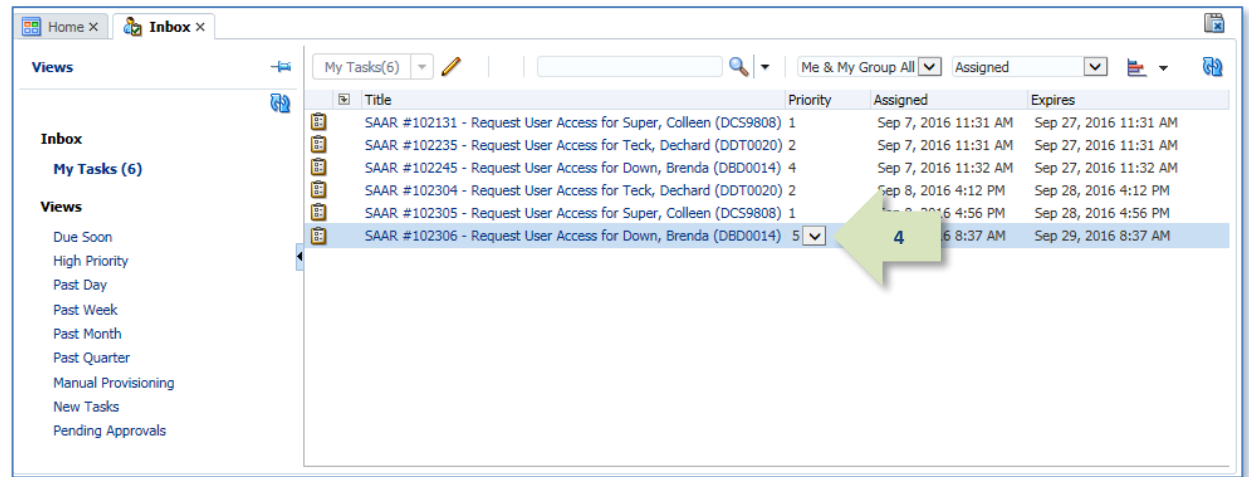 Home × Inbox ×
Views My Tasks(6) Me & My Group All Assigned
Title Priority Assigned Expires
SAAR #102131 - Request User Access for Super, Colleen (DCS9808) 1 Sep 7, 2016 11:31 AM Sep 27, 2016 11:31 AM
Inbox SAAR #102235 - Request User Access for Teck, Dechard (DDT0020) 2 Sep 7, 2016 11:31 AM Sep 27, 2016 11:31 AM
My Tasks (6) SAAR #102245 - Request User Access for Down, Brenda (DBD0014) 4 Sep 7, 2016 11:32 AM Sep 27, 2016 11:32 AM
SAAR #102304 - Request User Access for Teck, Dechard (DDT0020) 2 Sep 8, 2016 4:12 PM Sep 28, 2016 4:12 PM
Views SAAR #102305 - Request User Access for Super, Colleen (DCS9808) 1 4:56 PM Sep 28, 2016 4:56 PM
Due Soon SAAR #102306 - Request User Access for Down, Brenda (DBD0014) 5 4 8:37 AM Sep 29, 2016 8:37 AM
High Priority
Past Day
Past Week
Past Month
Past Quarter
Manual Provisioning
New Tasks
Pending Approvals